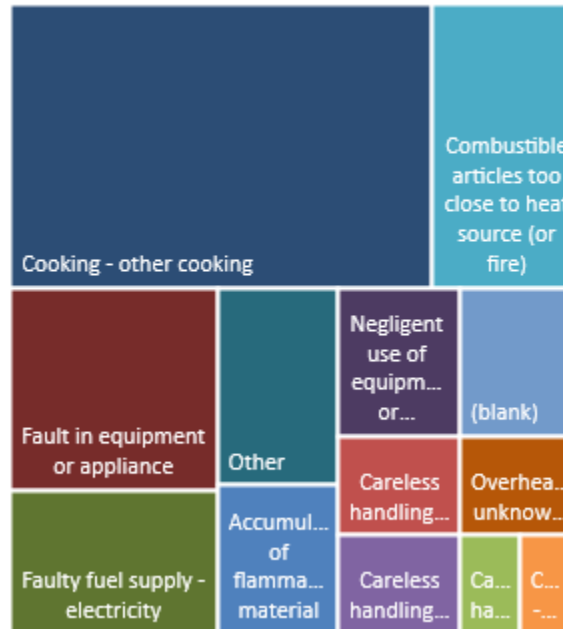 Cooking - other cooking
Combustible
articles too
close to heat
source (or
fire)
Fault in equipment
or appliance
Other
Negligent
use of
equipm...
or...
(blank)
Faulty fuel supply -
electricity
Accumul...
of
flamma...
material
Careless
handling...
Overhea...
unknow...
Careless
handling...
Ca...
ha...
C...
-...